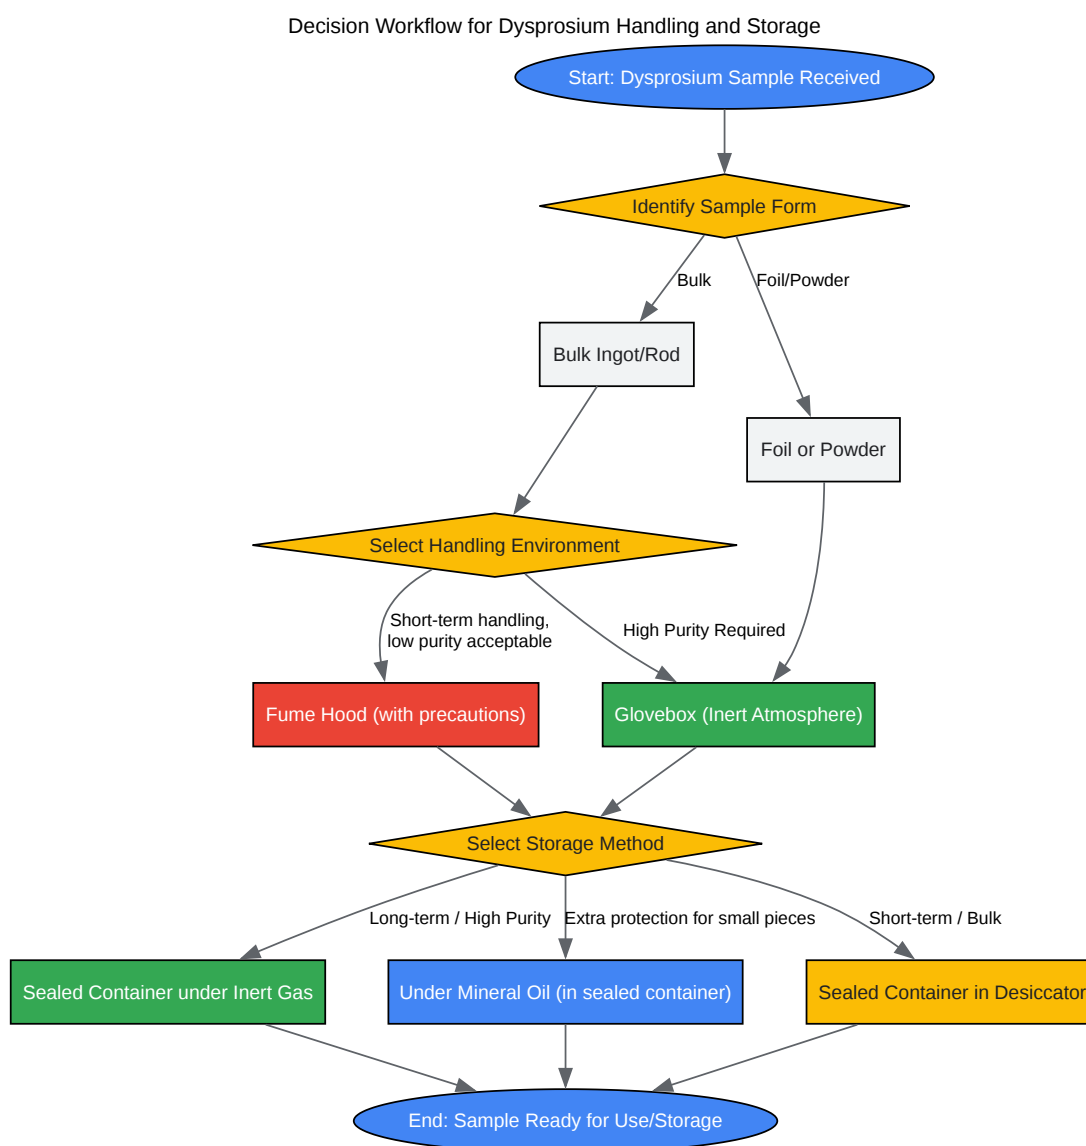 Decision Workflow for Dysprosium Handling and Storage
Start: Dysprosium Sample Received
Identify Sample Form
Bulk
Foil/Powder
Bulk Ingot/Rod
Foil or Powder
Select Handling Environment
Short-term handling,
low purity acceptable
High Purity Required
Fume Hood (with precautions)
Glovebox (Inert Atmosphere)
Select Storage Method
Long-term / High Purity
Extra protection for small pieces
Short-term / Bulk
Sealed Container under Inert Gas
Under Mineral Oil (in sealed container)
Sealed Container in Desiccator
End: Sample Ready for Use/Storage